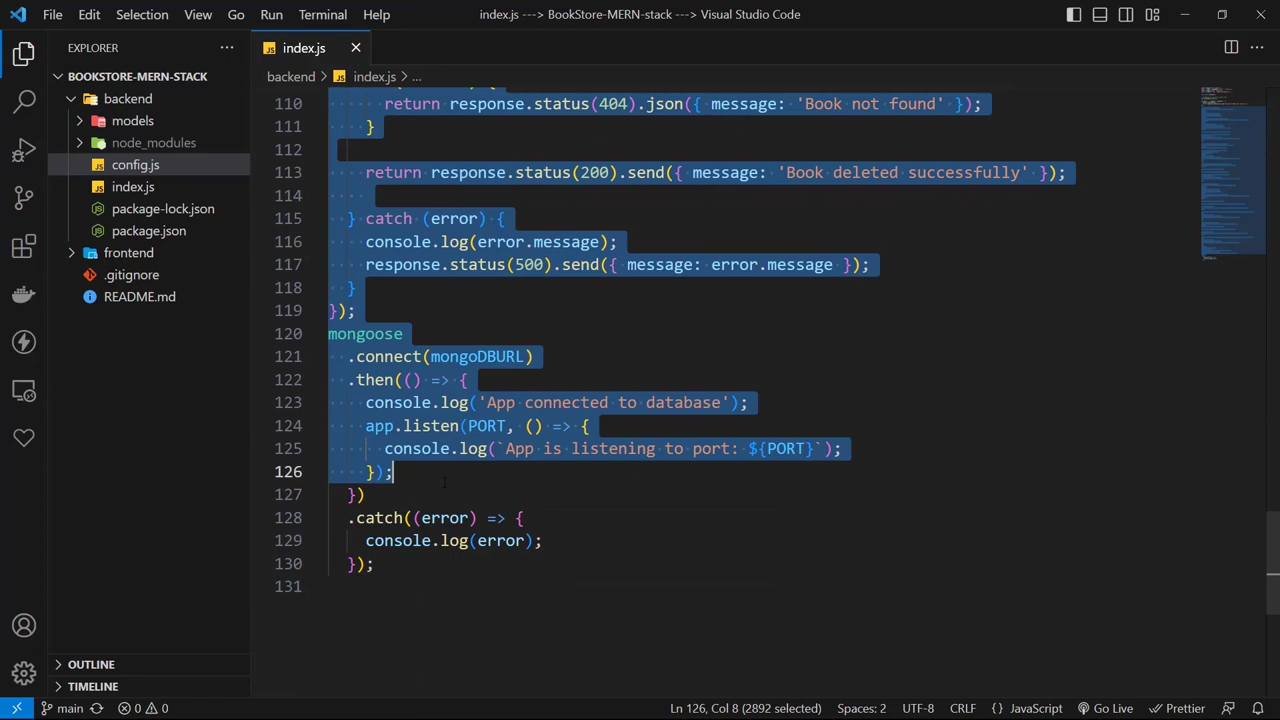 File Edit Selection View Go Run Terminal Help index.js ---> BookStore-MERN-stack ---> Visual Studio Code
EXPLORER ···
BOOKSTORE-MERN-STACK
backend
models
node_modules
JS config.js
JS index.js
package-lock.json
package.json
frontend
.gitignore
README.md
OUTLINE
TIMELINE
JS index.js
backend > JS index.js > ...
110 return response.status(404).json({ message: 'Book not found' });
111 }
112
113 return response.status(200).send({ message: 'Book deleted successfully' });
114
115 } catch (error) {
116 console.log(error.message);
117 response.status(500).send({ message: error.message });
118 }
119 });
120 mongoose
121 .connect(mongoDBURL)
122 .then(() => {
123 console.log('App connected to database');
124 app.listen(PORT, () => {
125 console.log(`App is listening to port: ${PORT}`);
126 });
127 })
128 .catch((error) => {
129 console.log(error);
130 });
131
main 0 0 Ln 126, Col 8 (2892 selected) Spaces: 2 UTF-8 CRLF {} JavaScript Go Live Prettier